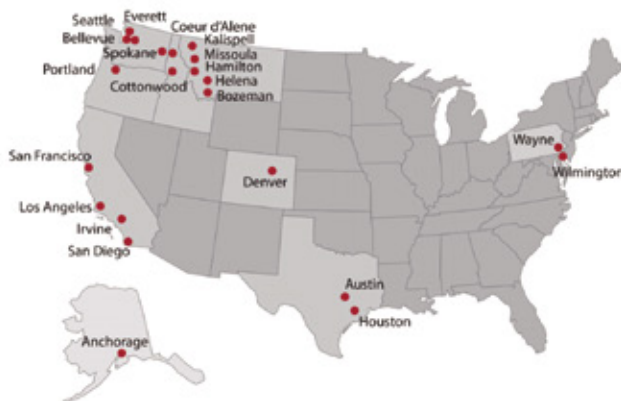 Seattle
Everett
Bellevue
Coeur d'Alene
Kalispell
Spokane
Missoula
Hamilton
Portland
Helena
Cottonwood
Bozeman
Wayne
San Francisco
Denver
Wilmington
Los Angeles
Irvine
San Diego
Austin
Houston
Anchorage